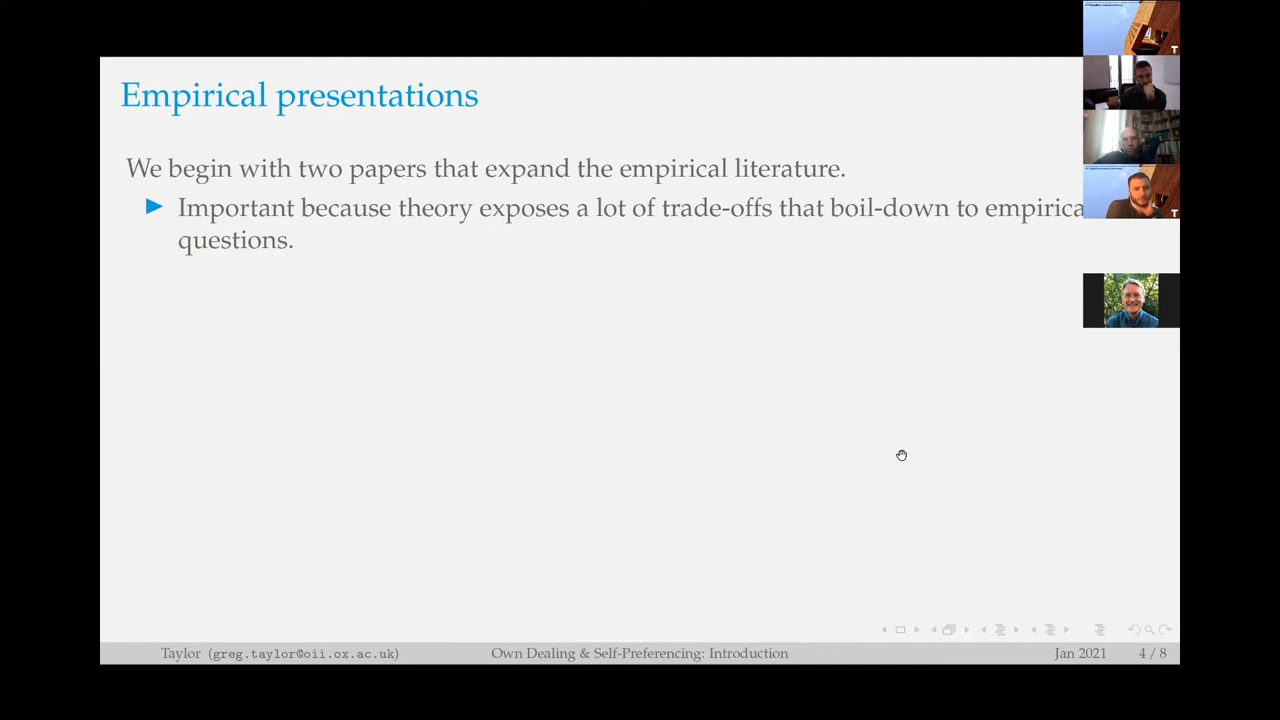 Empirical presentations
We begin with two papers that expand the empirical literature.
Important because theory exposes a lot of trade-offs that boil-down to empirica
questions.
Taylor (greg.taylor@oii.ox.ac.uk) Own Dealing & Self-Preferencing: Introduction Jan 2021 4 / 8